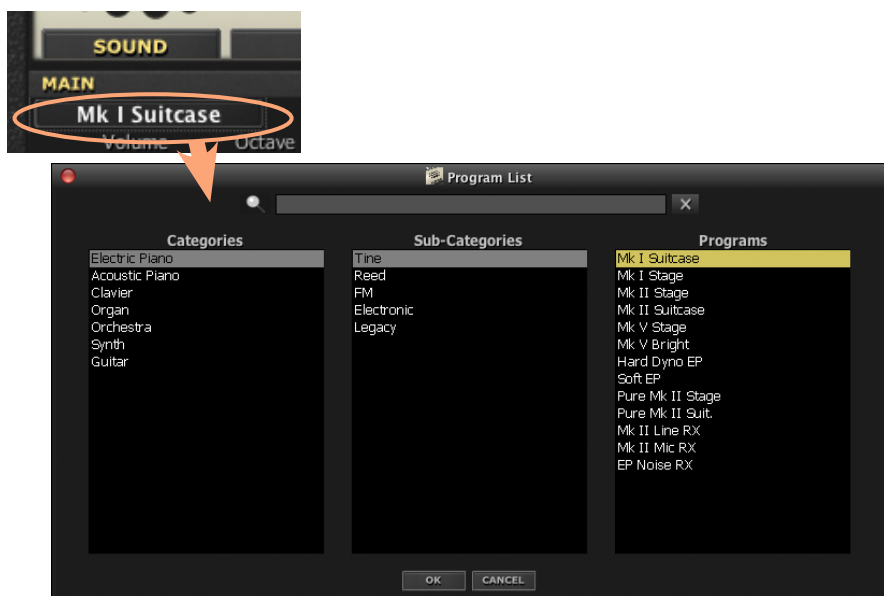 SOUND
MAIN
Mk I Suitcase
Volume Octave
Program List
X
Categories
Electric Piano
Acoustic Piano
Clavier
Organ
Orchestra
Synth
Guitar
Sub-Categories
Tine
Reed
FM
Electronic
Legacy
Programs
Mk I Suitcase
Mk I Stage
Mk II Stage
Mk II Suitcase
Mk V Stage
Mk V Bright
Hard Dyno EP
Soft EP
Pure Mk II Stage
Pure Mk II Suit.
Mk II Line RX
Mk II Mic RX
EP Noise RX
OK CANCEL